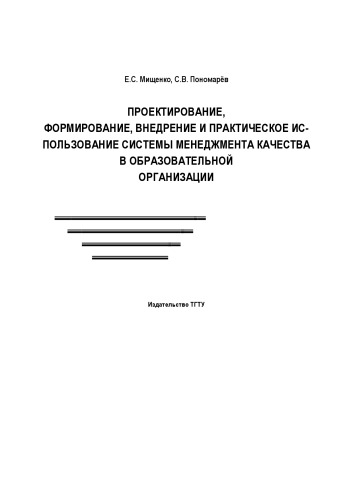 Е.С. Мищенко, С.В. Пономарёв
ПРОЕКТИРОВАНИЕ,
ФОРМИРОВАНИЕ, ВНЕДРЕНИЕ И ПРАКТИЧЕСКОЕ ИС-
ПОЛЬЗОВАНИЕ СИСТЕМЫ МЕНЕДЖМЕНТА КАЧЕСТВА
В ОБРАЗОВАТЕЛЬНОЙ
ОРГАНИЗАЦИИ
Издательство ТГТУ